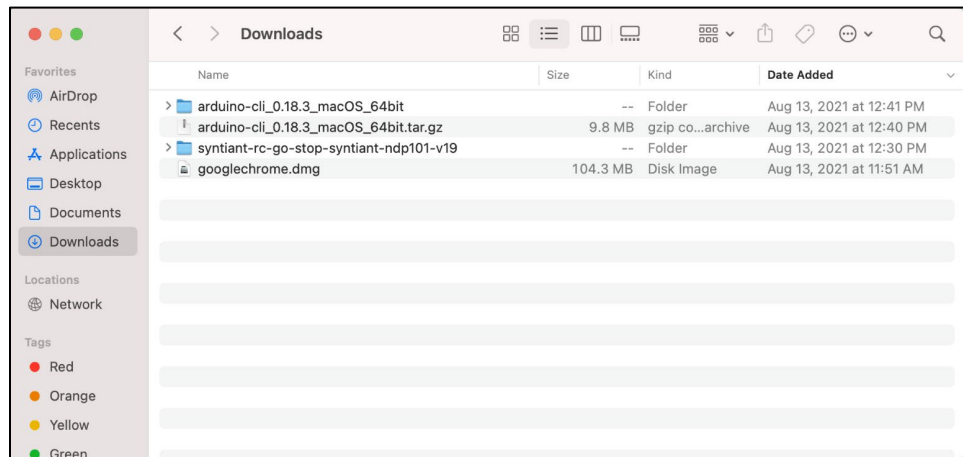 Downloads
Favorites
AirDrop
Recents
Applications
Desktop
Documents
Downloads
Locations
Network
Tags
Red
Orange
Yellow
Green
Name Size Kind Date Added
arduino-cli_0.18.3_macOS_64bit -- Folder Aug 13, 2021 at 12:41 PM
arduino-cli_0.18.3_macOS_64bit.tar.gz 9.8 MB gzip co...archive Aug 13, 2021 at 12:40 PM
syntiant-rc-go-stop-syntiant-ndp101-v19 -- Folder Aug 13, 2021 at 12:30 PM
googlechrome.dmg 104.3 MB Disk Image Aug 13, 2021 at 11:51 AM